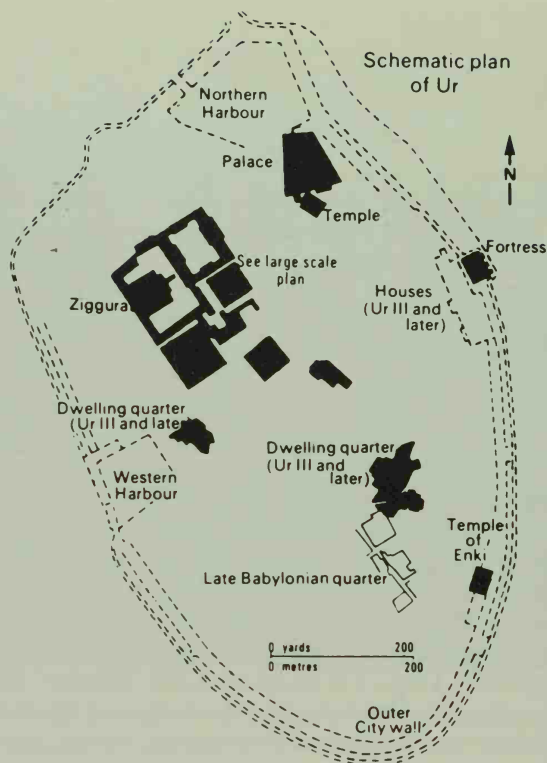 Schematic plan
of Ur
Northern
Harbour
N
Palace
Temple
Fortress
See large scale
plan
Houses
(Ur III and
later)
Ziggura
Dwelling quarter
(Ur III and later)
Dwelling quarter
(Ur III and
later)
Western
Harbour
Temple
of
Enki
Late Babylonian quarter
0 yards 200
0 metres 200
Outer
City wall